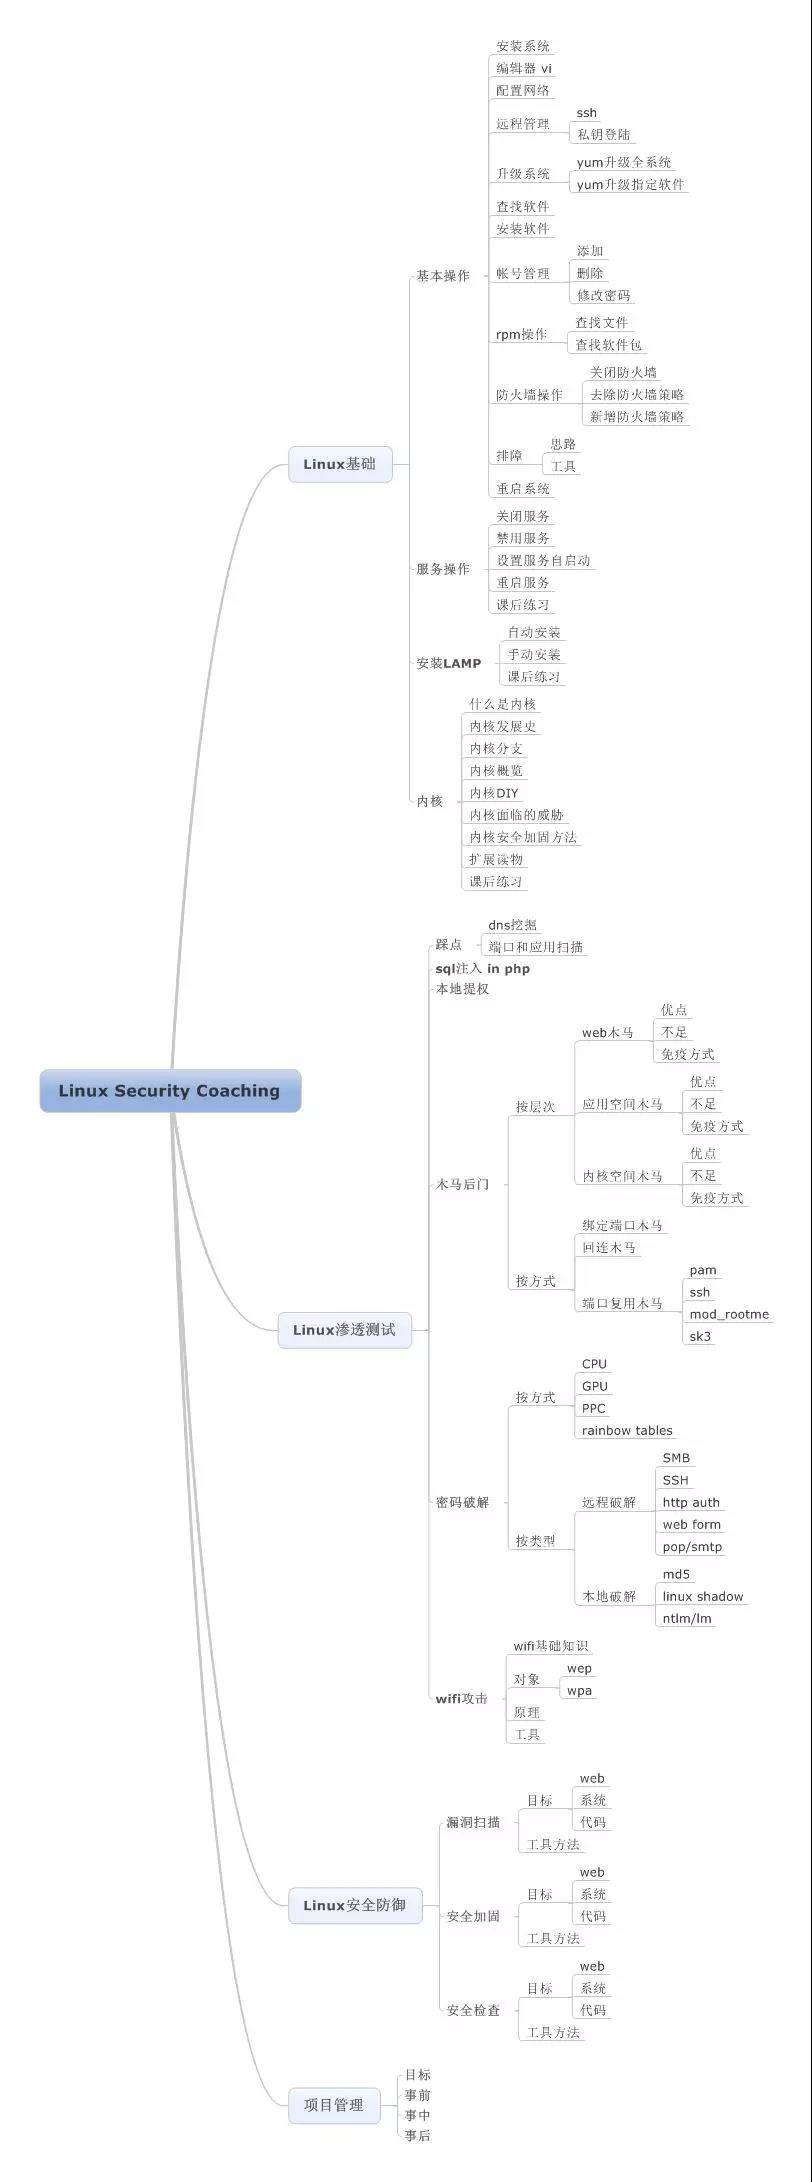 Linux Security Coaching
Linux基础
基本操作
安装系统
编辑器 vi
配置网络
远程管理
ssh
私钥登陆
升级系统
yum升级全系统
yum升级指定软件
查找软件
安装软件
帐号管理
添加
删除
修改密码
rpm操作
查找文件
查找软件包
防火墙操作
关闭防火墙
去除防火墙策略
新增防火墙策略
排障
思路
工具
重启系统
服务操作
关闭服务
禁用服务
设置服务自启动
重启服务
课后练习
安装LAMP
自动安装
手动安装
课后练习
内核
什么是内核
内核发展史
内核分支
内核概览
内核DIY
内核面临的威胁
内核安全加固方法
扩展读物
课后练习
Linux渗透测试
踩点
dns挖掘
端口和应用扫描
sql注入 in php
本地提权
木马后门
按层次
web木马
优点
不足
免疫方式
应用空间木马
优点
不足
免疫方式
内核空间木马
优点
不足
免疫方式
按方式
绑定端口木马
回连木马
端口复用木马
pam
ssh
mod_rootme
sk3
密码破解
按方式
CPU
GPU
PPC
rainbow tables
按类型
远程破解
SMB
SSH
http auth
web form
pop/smtp
本地破解
md5
linux shadow
ntlm/lm
wifi攻击
wifi基础知识
对象
wep
wpa
原理
工具
Linux安全防御
漏洞扫描
目标
web
系统
代码
工具方法
安全加固
目标
web
系统
代码
工具方法
安全检查
目标
web
系统
代码
工具方法
项目管理
目标
事前
事中
事后